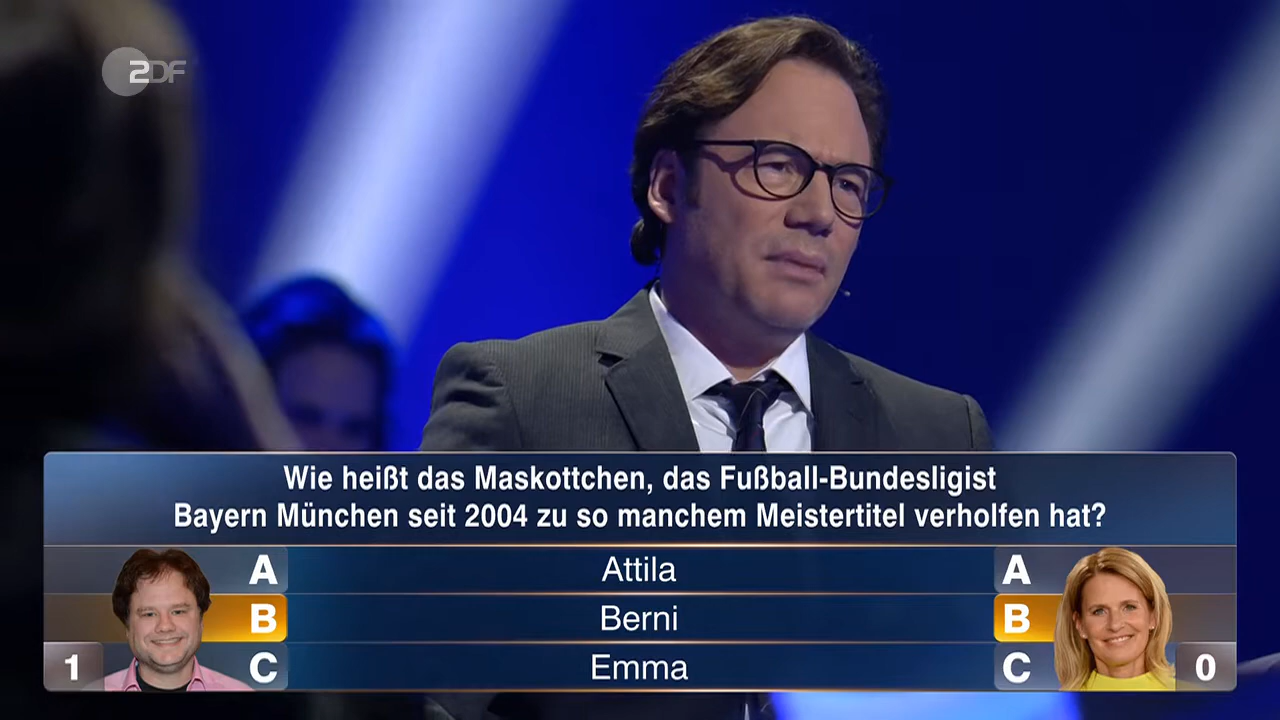 ZDF
Wie heißt das Maskottchen, das Fußball-Bundesligist
Bayern München seit 2004 zu so manchem Meistertitel verholfen hat?
A Attila A
B Berni B
1 C Emma C 0